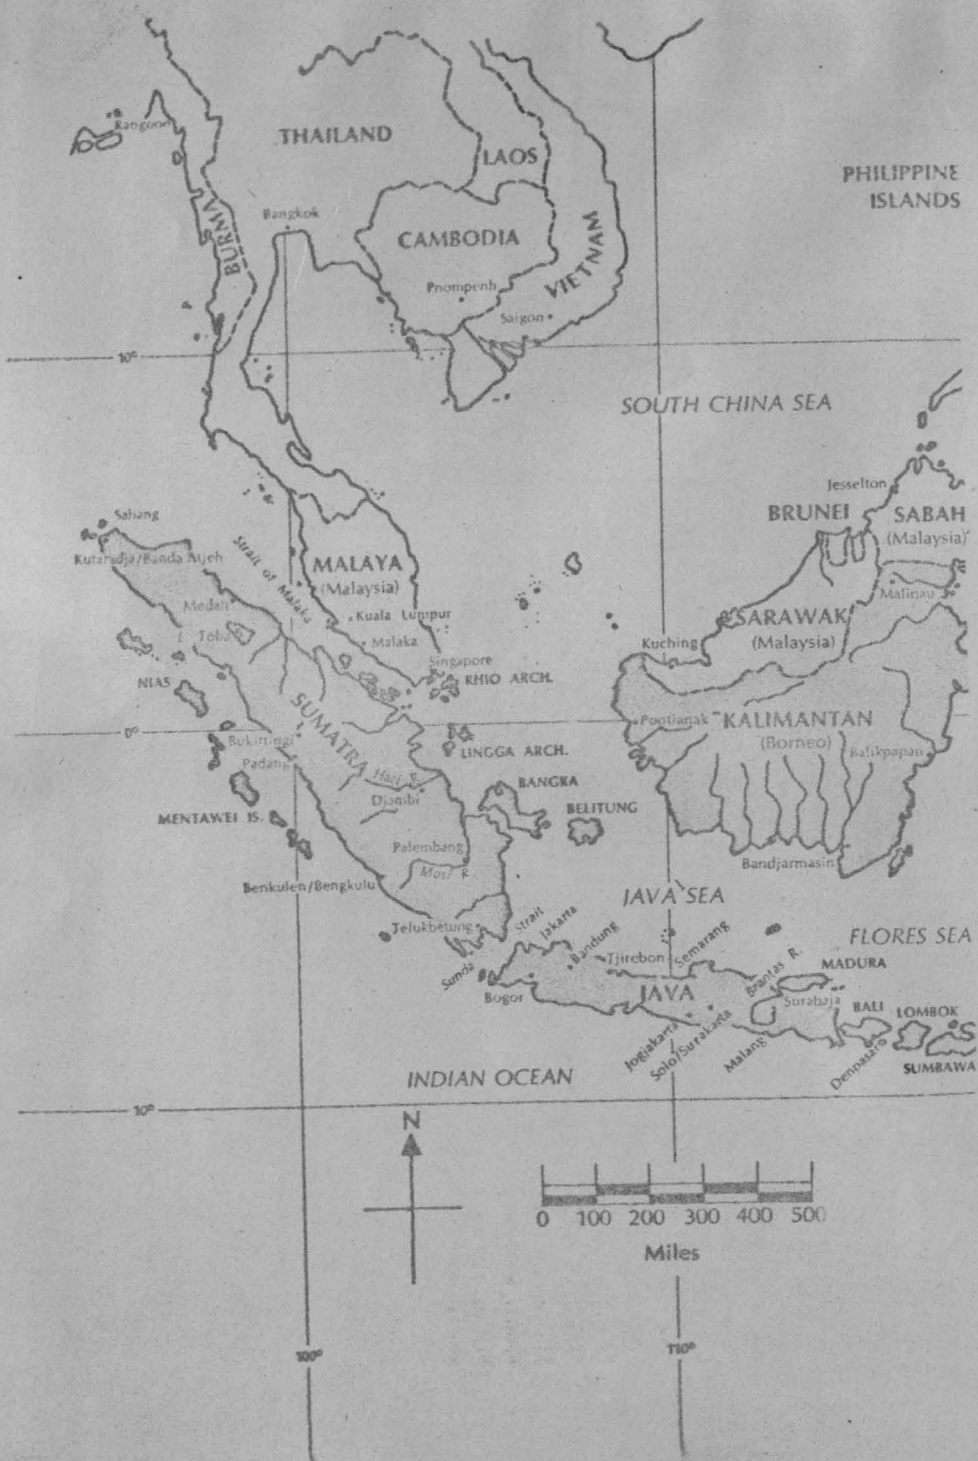 Rangoon
THAILAND
LAOS
PHILIPPINE
ISLANDS
BURMA
Bangkok
CAMBODIA
VIETNAM
Pnompenh
Saigon
10°
SOUTH CHINA SEA
Jesselton
BRUNEI
SABAH
(Malaysia)
Sabang
Kutaradja/Banda Atjeh
Strait of Malaka
MALAYA
(Malaysia)
Malinau
Medan
Kuala Lumpur
SARAWAK
(Malaysia)
L. Toba
Malaka
Kuching
Singapore
NIAS
RHIO ARCH.
SUMATRA
Pontianak
KALIMANTAN
(Borneo)
0°
Bukittingi
LINGGA ARCH.
Balikpapan
Padang
Hari R.
BANGKA
Djambi
MENTAWEI IS.
BELITUNG
Palembang
Musi R.
Bandjarmasin
Benkulen/Bengkulu
JAVA SEA
Telukbetung
Sunda Strait
Jakarta
Bandung
Tjirebon
Semarang
FLORES SEA
Brantas R.
MADURA
Bogor
JAVA
Surabaja
BALI
LOMBOK
Jogjakarta
Solo/Surakarta
Malang
Denpasar
SUMBAWA
INDIAN OCEAN
10°
N
0 100 200 300 400 500
Miles
100°
110°